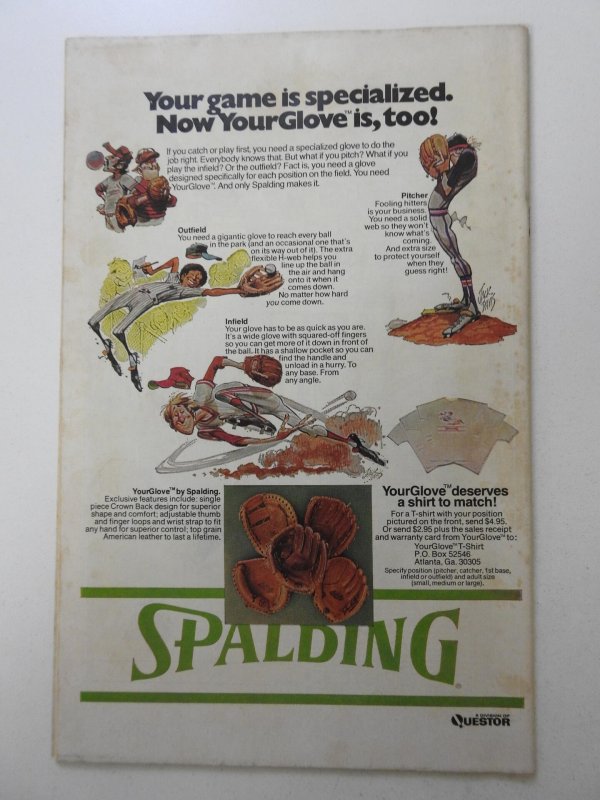 Your game is specialized.
Now YourGlove™ is, too!
If you catch or play first, you need a specialized glove to do the
job right. Everybody knows that. But what if you pitch? What if you
play the infield? Or the outfield? Fact is, you need a glove
designed specifically for each position on the field. You need
YourGlove™. And only Spalding makes it.
Pitcher
Fooling hitters
is your business.
You need a solid
web so they won't
know what's
coming.
And extra size
to protect yourself
when they
guess right!
Outfield
You need a gigantic glove to reach every ball
in the park (and an occasional one that's
on its way out of it). The extra
flexible H-web helps you
line up the ball in
the air and hang
onto it when it
comes down.
No matter how hard
you come down.
Infield
Your glove has to be as quick as you are.
It's a wide glove with squared-off fingers
so you can get more of it down in front of
the ball. It has a shallow pocket so you can
find the handle and
unload in a hurry. To
any base. From
any angle.
YourGlove™ by Spalding.
Exclusive features include: single
piece Crown Back design for superior
shape and comfort; adjustable thumb
and finger loops and wrist strap to fit
any hand for superior control; top grain
American leather to last a lifetime.
YourGlove™ deserves
a shirt to match!
For a T-shirt with your position
pictured on the front, send $4.95.
Or send $2.95 plus the sales receipt
and warranty card from YourGlove™ to:
YourGlove™ T-Shirt
P.O. Box 52546
Atlanta, Ga. 30305
Specify position (pitcher, catcher, 1st base,
infield or outfield) and adult size
(small, medium or large).
SPALDING®
A DIVISION OF
QUESTOR